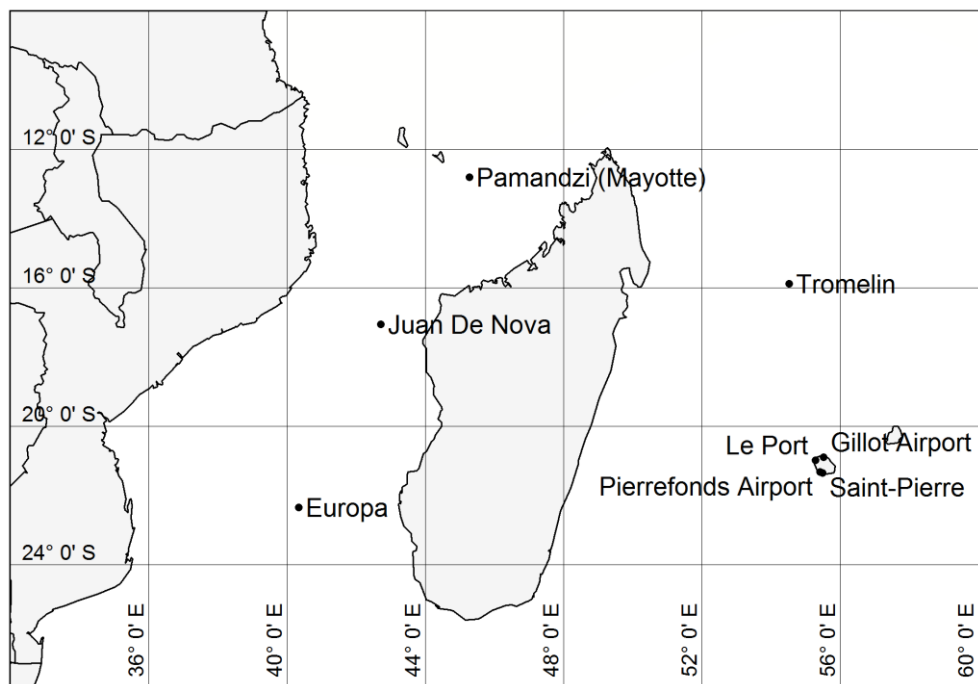 12° 0' S
Pamandzi (Mayotte)
16° 0' S
Tromelin
Juan De Nova
20° 0' S
Le Port
Gillot Airport
Pierrefonds Airport
Saint-Pierre
Europa
24° 0' S
36° 0' E
40° 0' E
44° 0' E
48° 0' E
52° 0' E
56° 0' E
60° 0' E